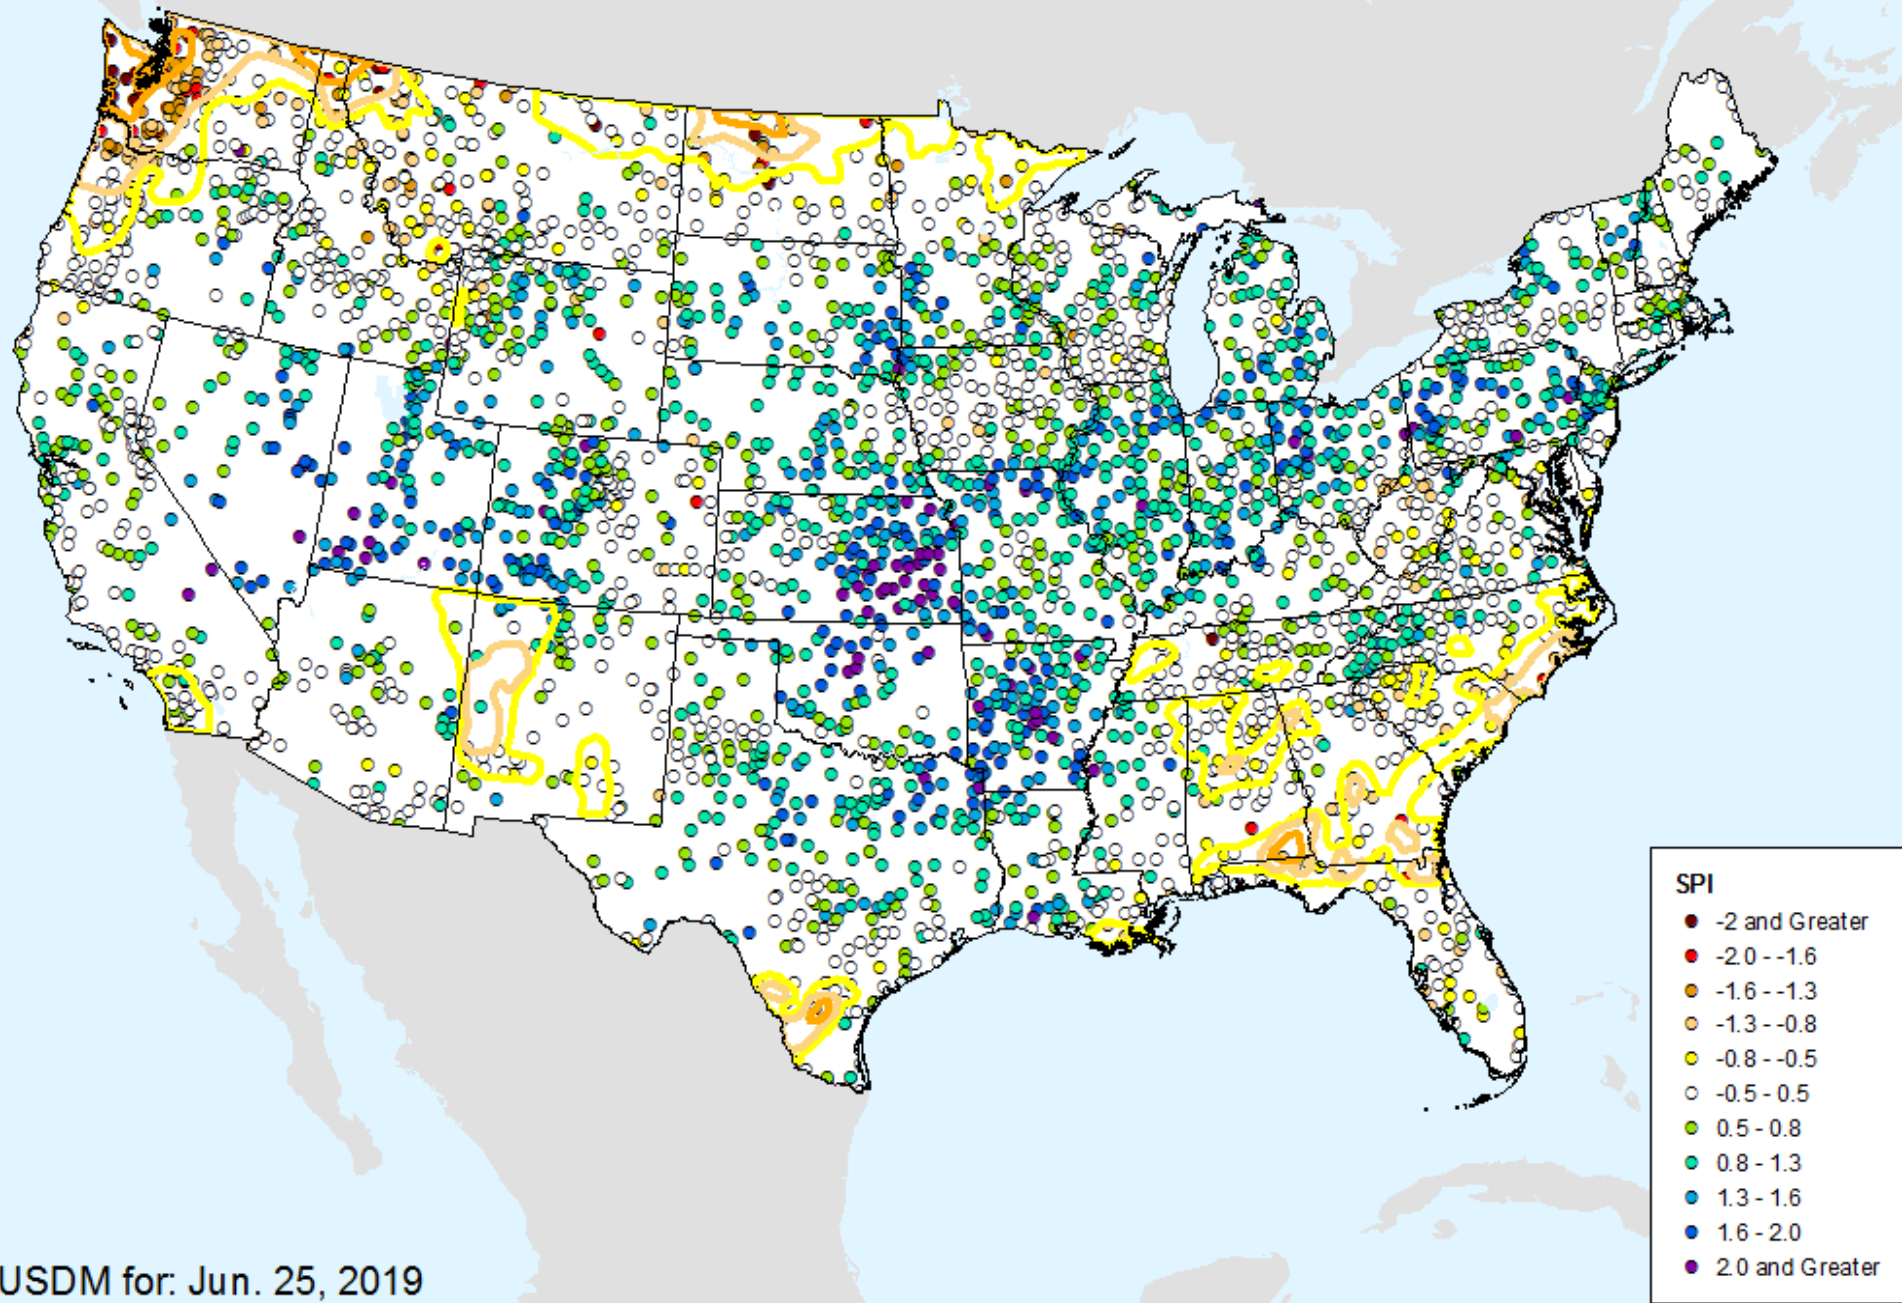 SPI
-2 and Greater
-2.0 - -1.6
-1.6 - -1.3
-1.3 - -0.8
-0.8 - -0.5
-0.5 - 0.5
0.5 - 0.8
0.8 - 1.3
1.3 - 1.6
1.6 - 2.0
2.0 and Greater
USDM for: Jun. 25, 2019